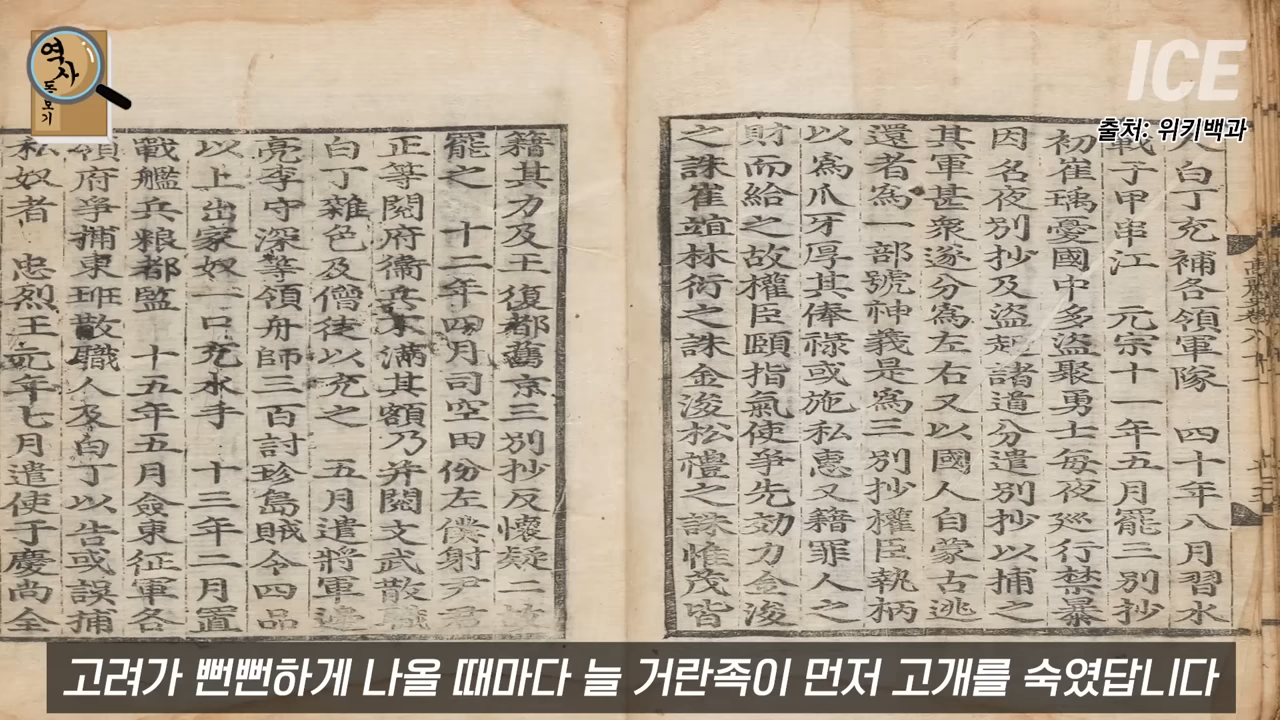 역사
돋보기
ICE
출처: 위키백과
人白丁充補各領軍隊 四十年八月習水
戰于甲串江 元宗十一年五月罷三別抄
初崔瑀憂國中多盜聚勇士每夜巡行禁暴
因名夜別抄及盜起諸道分遣別抄以捕之
其軍甚衆遂分爲左右又以國人自蒙古逃
還者爲一部號神義是爲三別抄權臣執柄
以爲爪牙厚其俸祿或施私惠又籍罪人之
財而給之故權臣頤指氣使爭先効力金浚
之誅崔竩林衍之誅金浚松禮之誅惟茂皆
籍其力及王復都舊京三別抄反懷疑二故
罷之 十二年四月司空田份左僕射尹君
正等閱府衛兵不滿其額乃幷閱文武散職
白丁雜色及僧徒以充之 五月遣將軍邊
亮李守深等領舟師三百討珍島賊令四品
以上出家奴一口充水手 十三年二月置
戰艦兵粮都監 十五年五月僉東征軍各
領府爭捕東班散職人及白丁以告或誤捕
私奴者 忠烈王元年七月遣使于慶尚全
고려가 뻔뻔하게 나올 때마다 늘 거란족이 먼저 고개를 숙였답니다